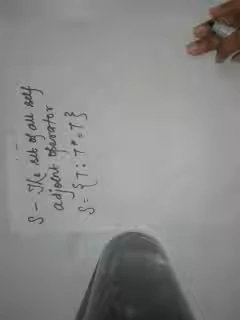 S - The set of all self
adjoint operator
S = {T : T* = T}